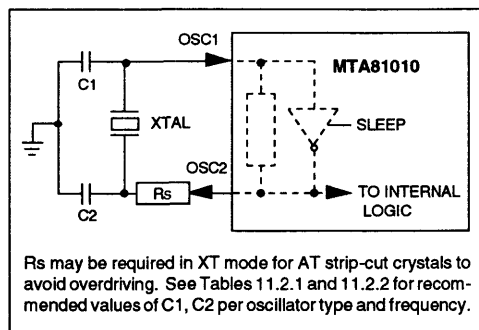 OSC1
MTA81010
C1
XTAL
SLEEP
OSC2
Rs
C2
TO INTERNAL
LOGIC
Rs may be required in XT mode for AT strip-cut crystals to
avoid overdriving. See Tables 11.2.1 and 11.2.2 for recom-
mended values of C1, C2 per oscillator type and frequency.